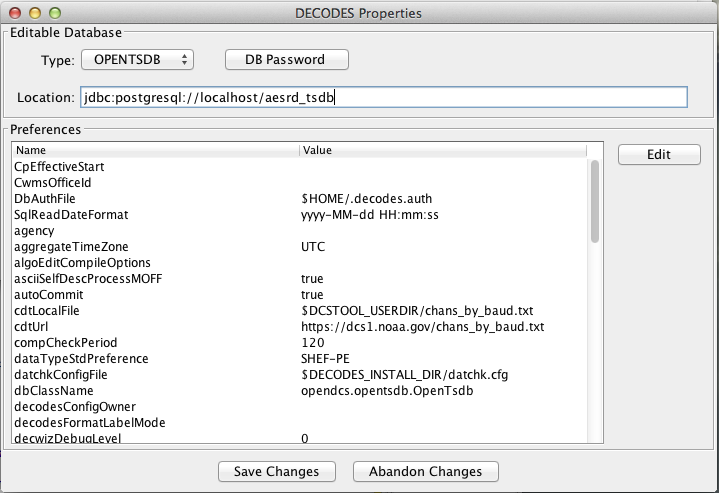 DECODES Properties
Editable Database
Type: OPENTSDB DB Password
Location: jdbc:postgresql://localhost/aesrd_tsdb
Preferences
Name Value
Edit
CpEffectiveStart
CwmsOfficeId
DbAuthFile $HOME/.decodes.auth
SqlReadDateFormat yyyy-MM-dd HH:mm:ss
agency
aggregateTimeZone UTC
algoEditCompileOptions
asciiSelfDescProcessMOFF true
autoCommit true
cdtLocalFile $DCSTOOL_USERDIR/chans_by_baud.txt
cdtUrl https://dcs1.noaa.gov/chans_by_baud.txt
compCheckPeriod 120
dataTypeStdPreference SHEF-PE
datchkConfigFile $DECODES_INSTALL_DIR/datchk.cfg
dbClassName opendcs.opentsdb.OpenTsdb
decodesConfigOwner
decodesFormatLabelMode
decwizDebugLevel 0
Save Changes Abandon Changes